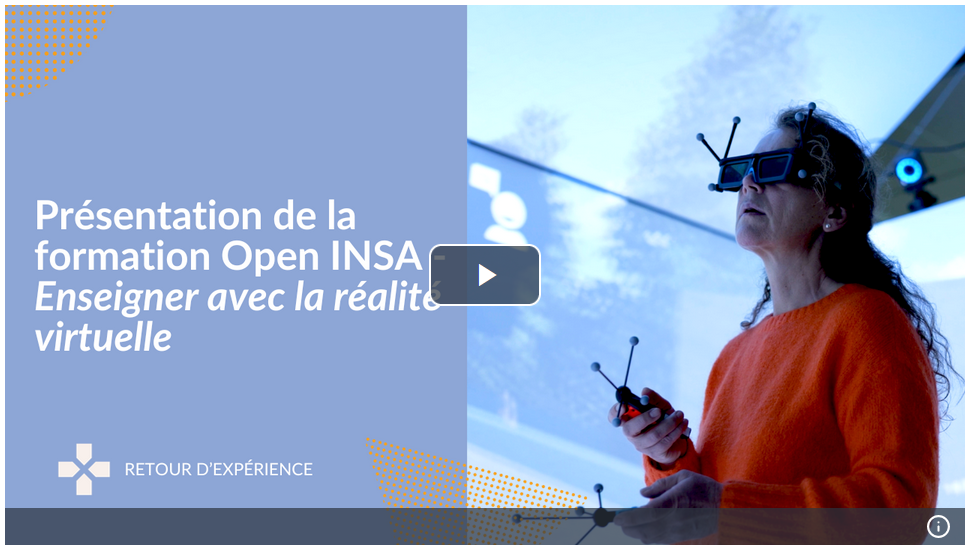 Présentation de la
formation Open INSA -
Enseigner avec la réalité
virtuelle
RETOUR D'EXPÉRIENCE